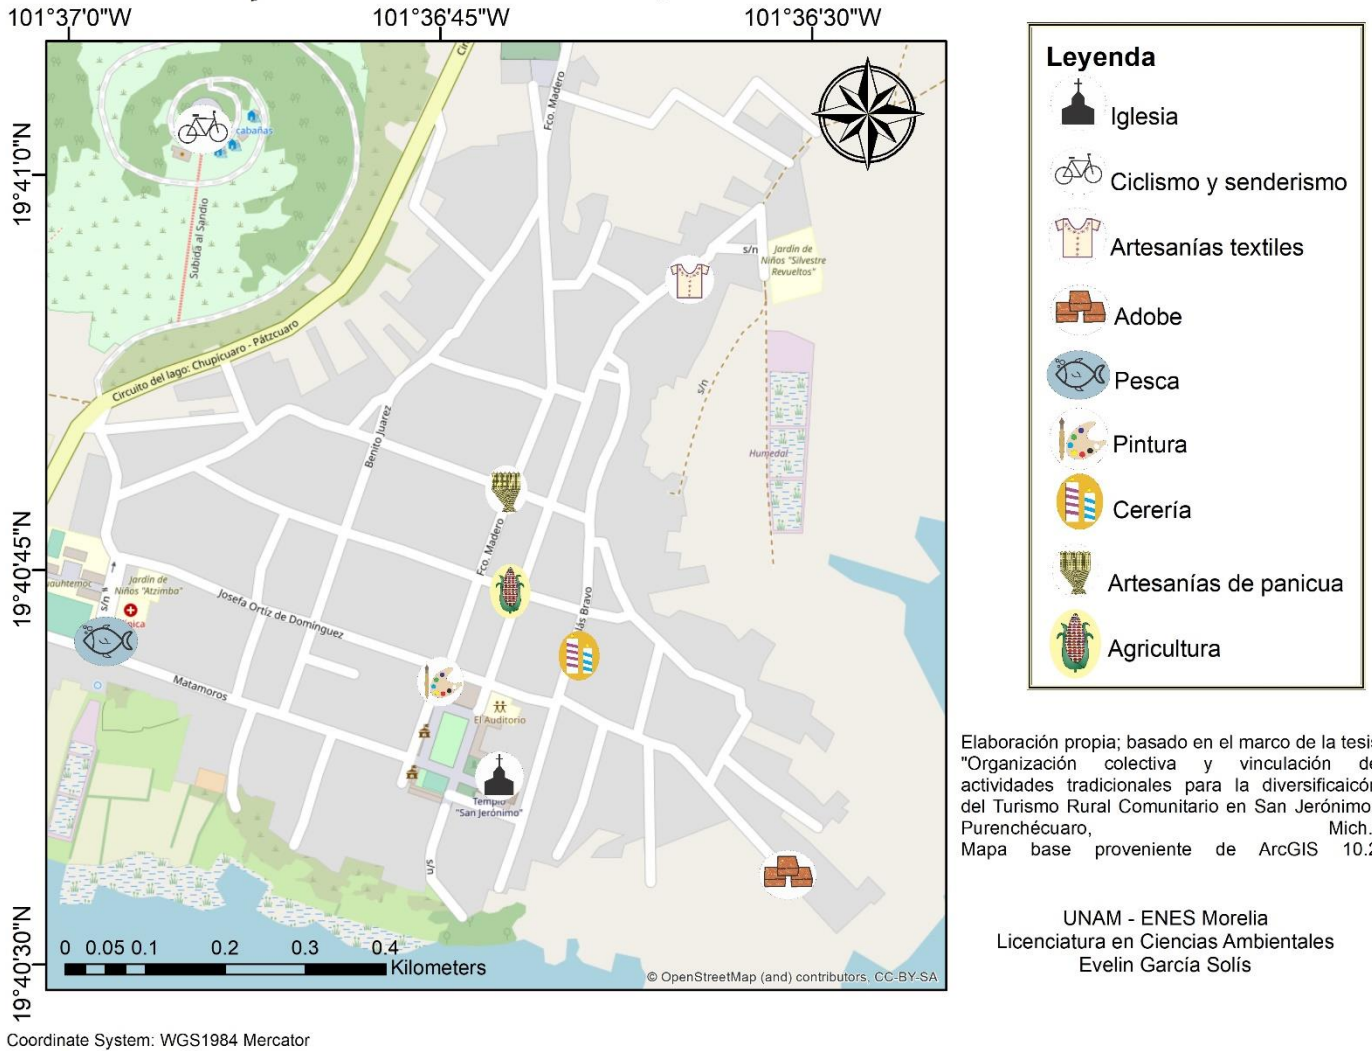 101°37'0"W
101°36'45"W
101°36'30"W
19°41'0"N
19°40'45"N
19°40'30"N
Fco. Madero
cabañas
Subida al Sandio
Circuito del lago: Chupicuaro - Pátzcuaro
s/n
Jardín de
Niños "Silvestre
Revueltos"
s/n
Benito Juarez
Humedal
Fco. Madero
uauhtemoc
Jardín de
Niños "Atzimba"
s/n
Josefa Ortíz de Domínguez
lás Bravo
Matamoros
El Auditorio
Templo
"San Jerónimo"
s/n
0 0.05 0.1 0.2 0.3 0.4
Kilometers
© OpenStreetMap (and) contributors, CC-BY-SA
Coordinate System: WGS1984 Mercator
Leyenda
Iglesia
Ciclismo y senderismo
Artesanías textiles
Adobe
Pesca
Pintura
Cerería
Artesanías de panicua
Agricultura
Elaboración propia; basado en el marco de la tesis
"Organización colectiva y vinculación de
actividades tradicionales para la diversificaicón
del Turismo Rural Comunitario en San Jerónimo
Purenchécuaro, Mich.
Mapa base proveniente de ArcGIS 10.2
UNAM - ENES Morelia
Licenciatura en Ciencias Ambientales
Evelin García Solís